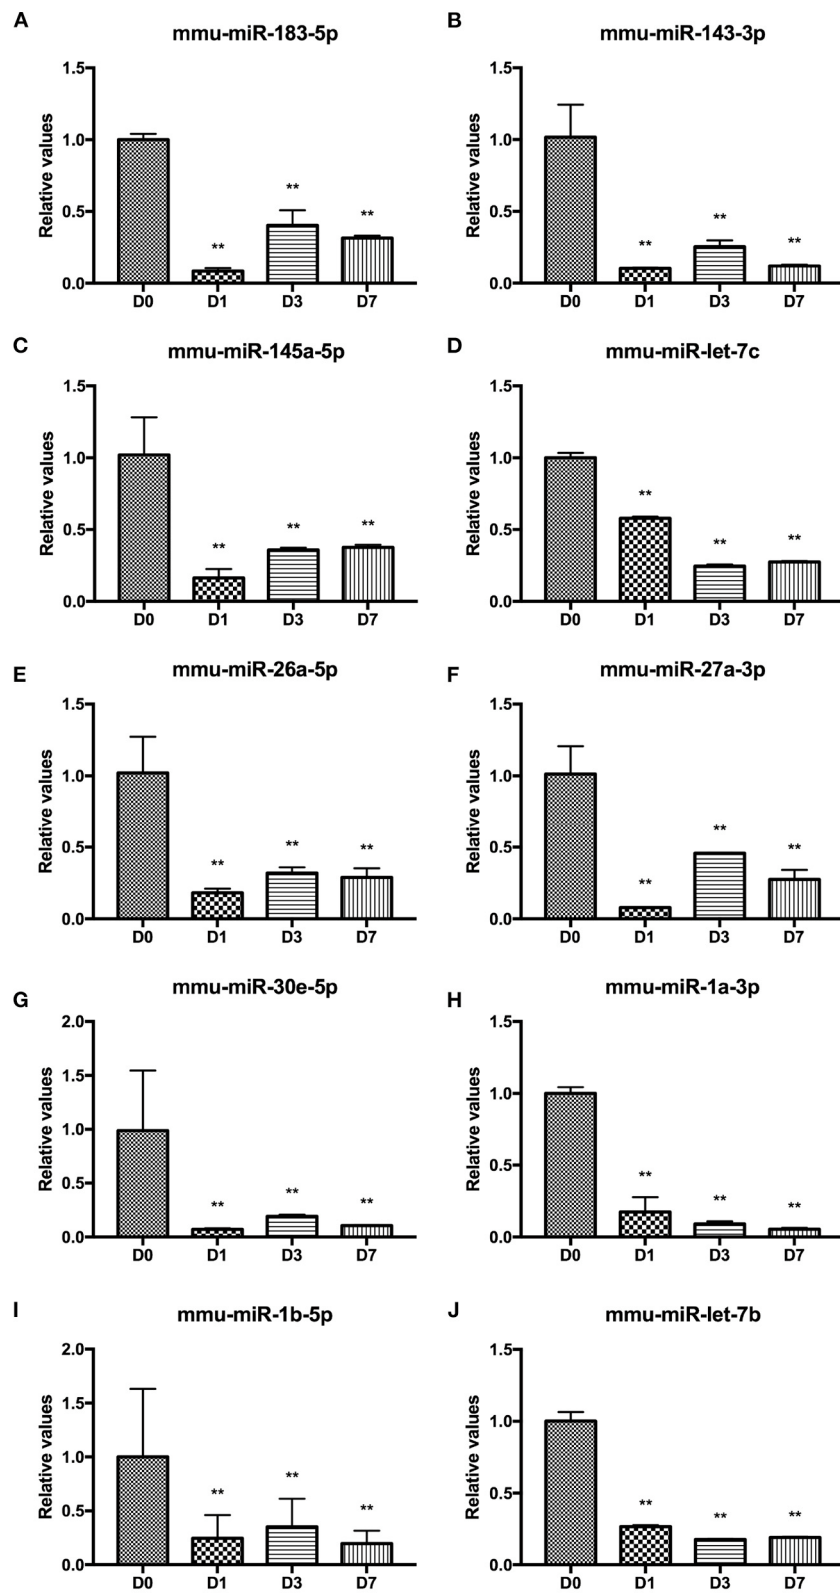 A
mmu-miR-183-5p
Relative values
1.5
1.0
0.5
0.0
**
**
**
D0 D1 D3 D7
B
mmu-miR-143-3p
Relative values
1.5
1.0
0.5
0.0
**
**
**
D0 D1 D3 D7
C
mmu-miR-145a-5p
Relative values
1.5
1.0
0.5
0.0
**
**
**
D0 D1 D3 D7
D
mmu-miR-let-7c
Relative values
1.5
1.0
0.5
0.0
**
**
**
D0 D1 D3 D7
E
mmu-miR-26a-5p
Relative values
1.5
1.0
0.5
0.0
**
**
**
D0 D1 D3 D7
F
mmu-miR-27a-3p
Relative values
1.5
1.0
0.5
0.0
**
**
**
D0 D1 D3 D7
G
mmu-miR-30e-5p
Relative values
2.0
1.5
1.0
0.5
0.0
**
**
**
D0 D1 D3 D7
H
mmu-miR-1a-3p
Relative values
1.5
1.0
0.5
0.0
**
**
**
D0 D1 D3 D7
I
mmu-miR-1b-5p
Relative values
2.0
1.5
1.0
0.5
0.0
**
**
**
D0 D1 D3 D7
J
mmu-miR-let-7b
Relative values
1.5
1.0
0.5
0.0
**
**
**
D0 D1 D3 D7